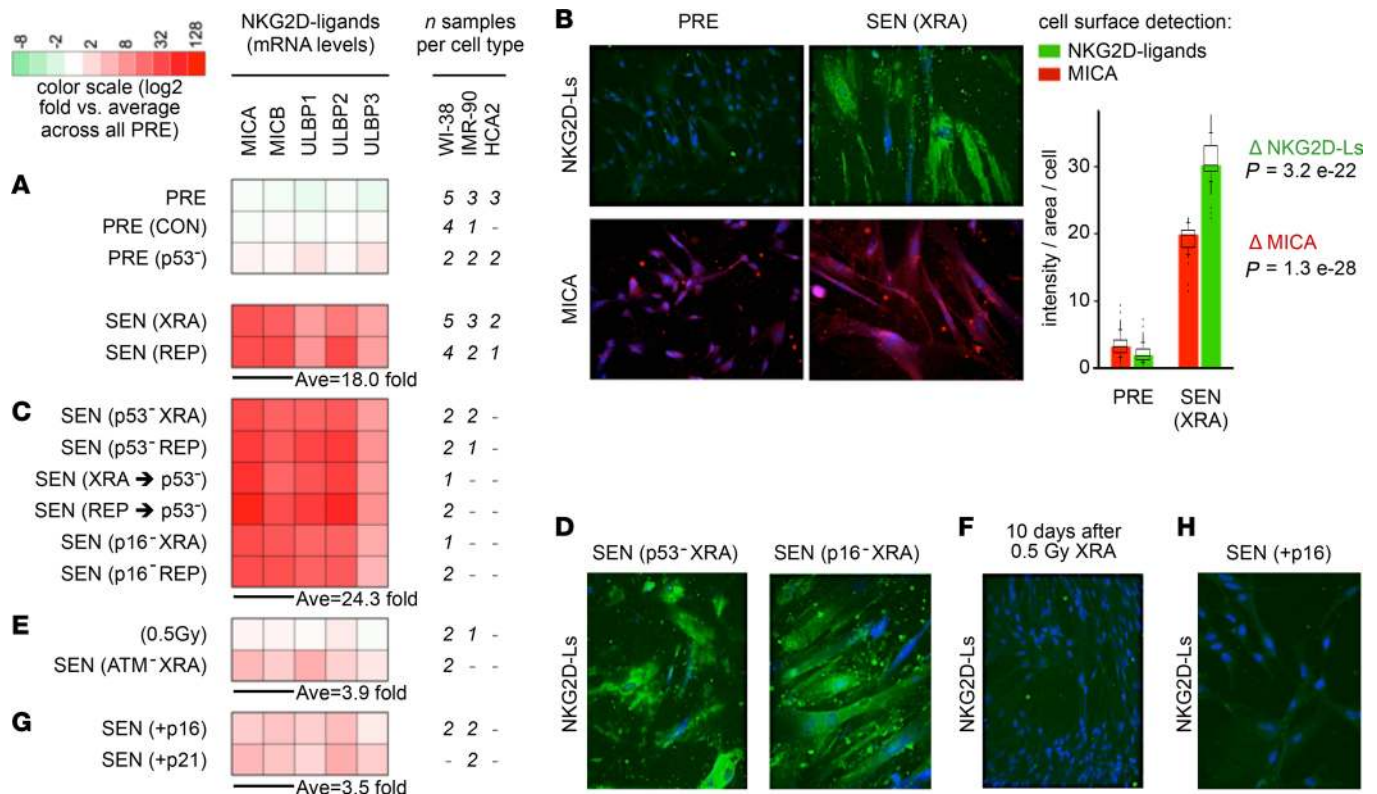 -8
-2
2
8
32
128
color scale (log2
fold vs. average
across all PRE)
NKG2D-ligands
(mRNA levels)
n samples
per cell type
MICA
MICB
ULBP1
ULBP2
ULBP3
WI-38
IMR-90
HCA2
A
PRE 5 3 3
PRE (CON) 4 1 -
PRE (p53⁻) 2 2 2
SEN (XRA) 5 3 2
SEN (REP) 4 2 1
Ave=18.0 fold
C
SEN (p53⁻ XRA) 2 2 -
SEN (p53⁻ REP) 2 1 -
SEN (XRA ➔ p53⁻) 1 - -
SEN (REP ➔ p53⁻) 2 - -
SEN (p16⁻ XRA) 1 - -
SEN (p16⁻ REP) 2 - -
Ave=24.3 fold
E
(0.5Gy) 2 1 -
SEN (ATM⁻ XRA) 2 - -
Ave=3.9 fold
G
SEN (+p16) 2 2 -
SEN (+p21) - 2 -
Ave=3.5 fold
B
PRE
SEN (XRA)
NKG2D-Ls
MICA
cell surface detection:
NKG2D-ligands
MICA
intensity / area / cell
30
20
10
0
PRE
SEN
(XRA)
Δ NKG2D-Ls
P = 3.2 e-22
Δ MICA
P = 1.3 e-28
D
SEN (p53⁻ XRA)
SEN (p16⁻ XRA)
NKG2D-Ls
F
10 days after
0.5 Gy XRA
NKG2D-Ls
H
SEN (+p16)
NKG2D-Ls